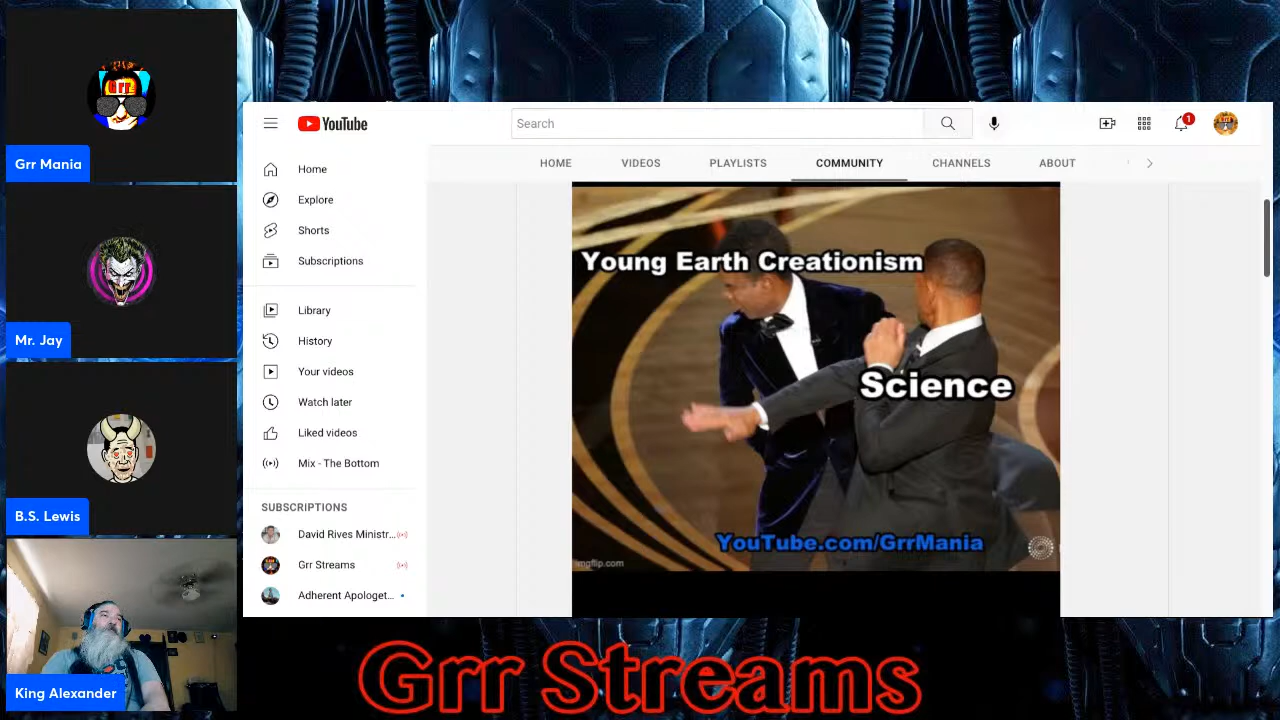 Grr
Grr Mania
Mr. Jay
B.S. Lewis
King Alexander
YouTube
Search
1
HOME
VIDEOS
PLAYLISTS
COMMUNITY
CHANNELS
ABOUT
Home
Explore
Shorts
Subscriptions
Library
History
Your videos
Watch later
Liked videos
Mix - The Bottom
SUBSCRIPTIONS
David Rives Ministr...
Grr Streams
Adherent Apologet...
Young Earth Creationism
Science
YouTube.com/GrrMania
imgflip.com
Grr Streams